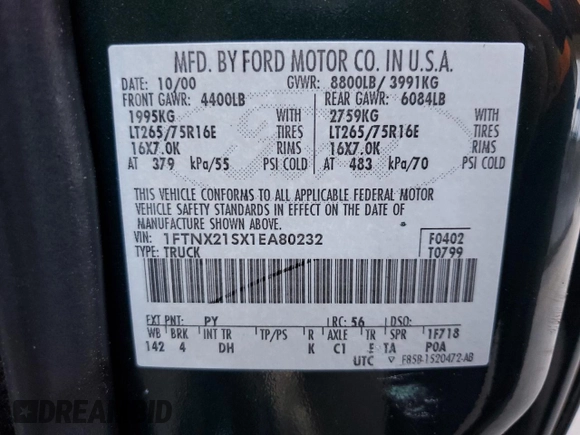 MFD. BY FORD MOTOR CO. IN U.S.A.
DATE: 10/00 GVWR: 8800LB/ 3991KG
FRONT GAWR: 4400LB REAR GAWR: 6084LB
1995KG WITH 2759KG WITH
LT265/75R16E TIRES LT265/75R16E TIRES
16X7.0K RIMS 16X7.0K RIMS
AT 379 kPa/55 PSI COLD AT 483 kPa/70 PSI COLD
THIS VEHICLE CONFORMS TO ALL APPLICABLE FEDERAL MOTOR
VEHICLE SAFETY STANDARDS IN EFFECT ON THE DATE OF
MANUFACTURE SHOWN ABOVE.
VIN: 1FTNX21SX1EA80232 F0402
TYPE: TRUCK T0799
EXT PNT: PY RC: 56 DSO:
WB BRK INT TR TP/PS R AXLE TR SPR 1F718
142 4 DH K C1 E TA POA
UTC F85B-1520472-AB
DREAMBID